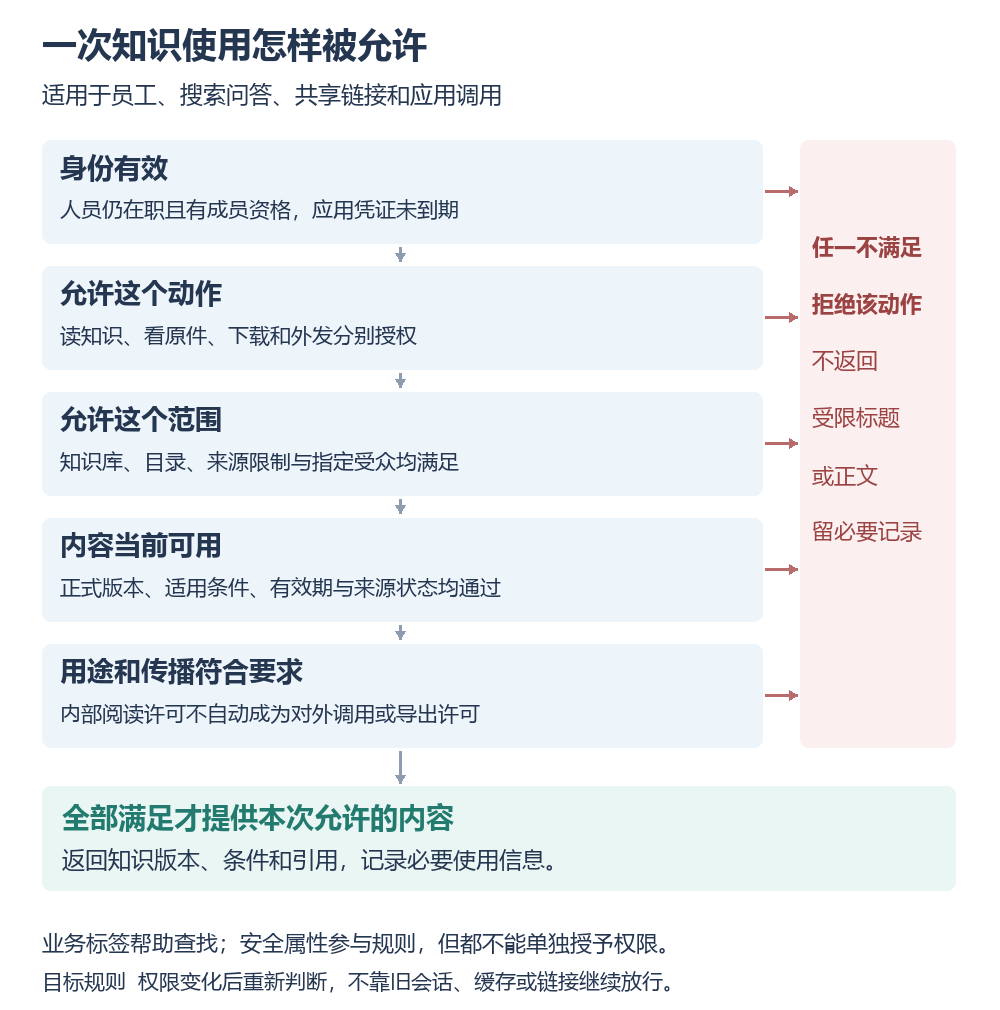 一次知识使用怎样被允许
适用于员工、搜索问答、共享链接和应用调用
身份有效
人员仍在职且有成员资格，应用凭证未到期
允许这个动作
读知识、看原件、下载和外发分别授权
允许这个范围
知识库、目录、来源限制与指定受众均满足
内容当前可用
正式版本、适用条件、有效期与来源状态均通过
用途和传播符合要求
内部阅读许可不自动成为对外调用或导出许可
任一不满足
拒绝该动作
不返回
受限标题
或正文
留必要记录
全部满足才提供本次允许的内容
返回知识版本、条件和引用，记录必要使用信息。
业务标签帮助查找；安全属性参与规则，但都不能单独授予权限。
目标规则 权限变化后重新判断，不靠旧会话、缓存或链接继续放行。